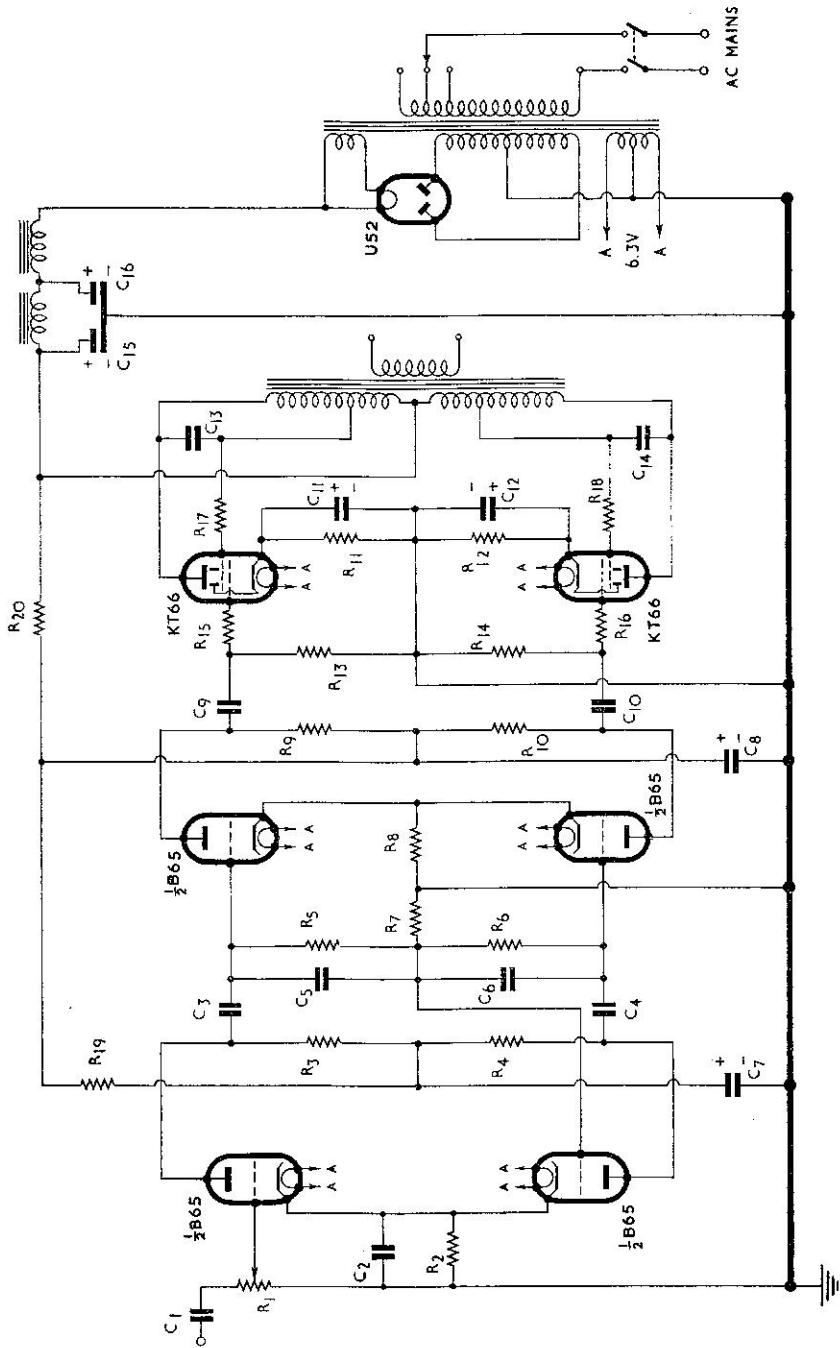 C1
R1
½B65
A
A
C2
R2
½B65
A
A
R19
R3
R4
C7
+
-
C3
C4
C5
C6
R5
R6
R7
R8
½B65
A
A
½B65
A
A
R20
R9
R10
C8
+
-
C9
C10
R13
R14
R15
R16
KT66
A
A
KT66
A
A
R11
R12
C11
+
-
C12
-
+
R17
R18
C13
C14
C15
+
-
C16
+
-
U52
A
6.3V
A
AC MAINS